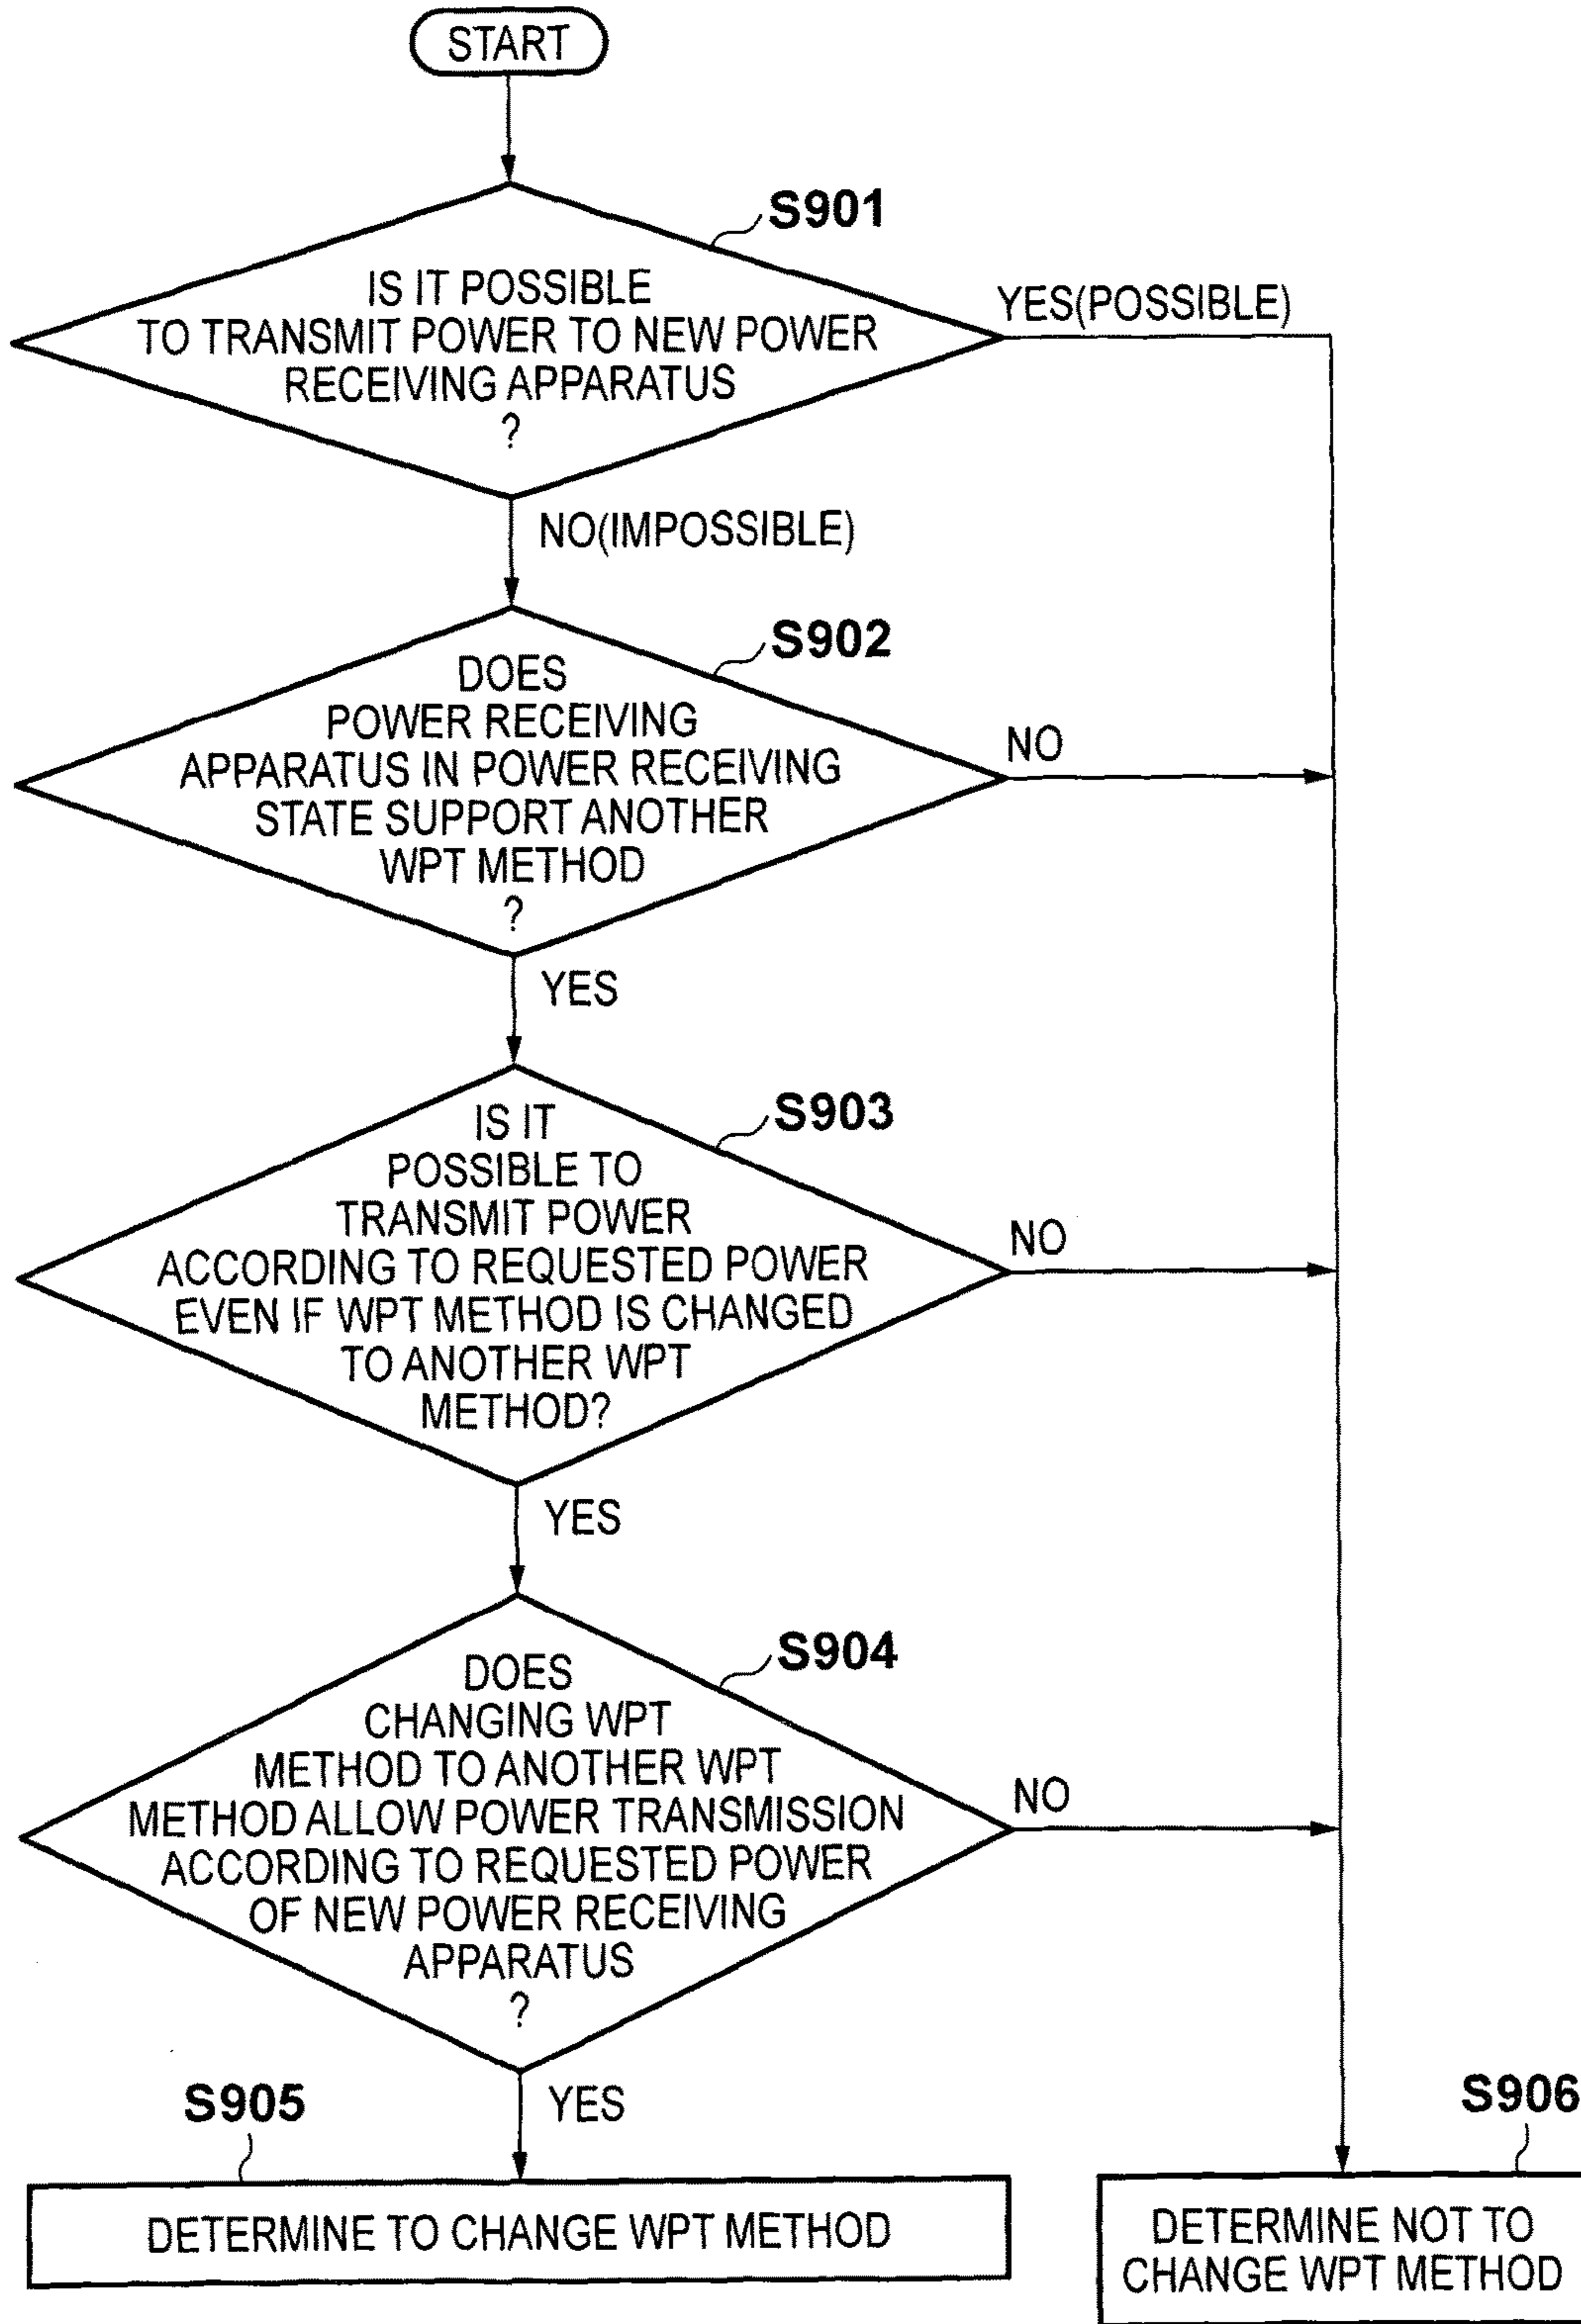 START
S901
IS IT POSSIBLE
TO TRANSMIT POWER TO NEW POWER
RECEIVING APPARATUS
?
YES(POSSIBLE)
NO(IMPOSSIBLE)
S902
DOES
POWER RECEIVING
APPARATUS IN POWER RECEIVING
STATE SUPPORT ANOTHER
WPT METHOD
?
NO
YES
S903
IS IT
POSSIBLE TO
TRANSMIT POWER
ACCORDING TO REQUESTED POWER
EVEN IF WPT METHOD IS CHANGED
TO ANOTHER WPT
METHOD?
NO
YES
S904
DOES
CHANGING WPT
METHOD TO ANOTHER WPT
METHOD ALLOW POWER TRANSMISSION
ACCORDING TO REQUESTED POWER
OF NEW POWER RECEIVING
APPARATUS
?
NO
YES
S905
DETERMINE TO CHANGE WPT METHOD
S906
DETERMINE NOT TO
CHANGE WPT METHOD